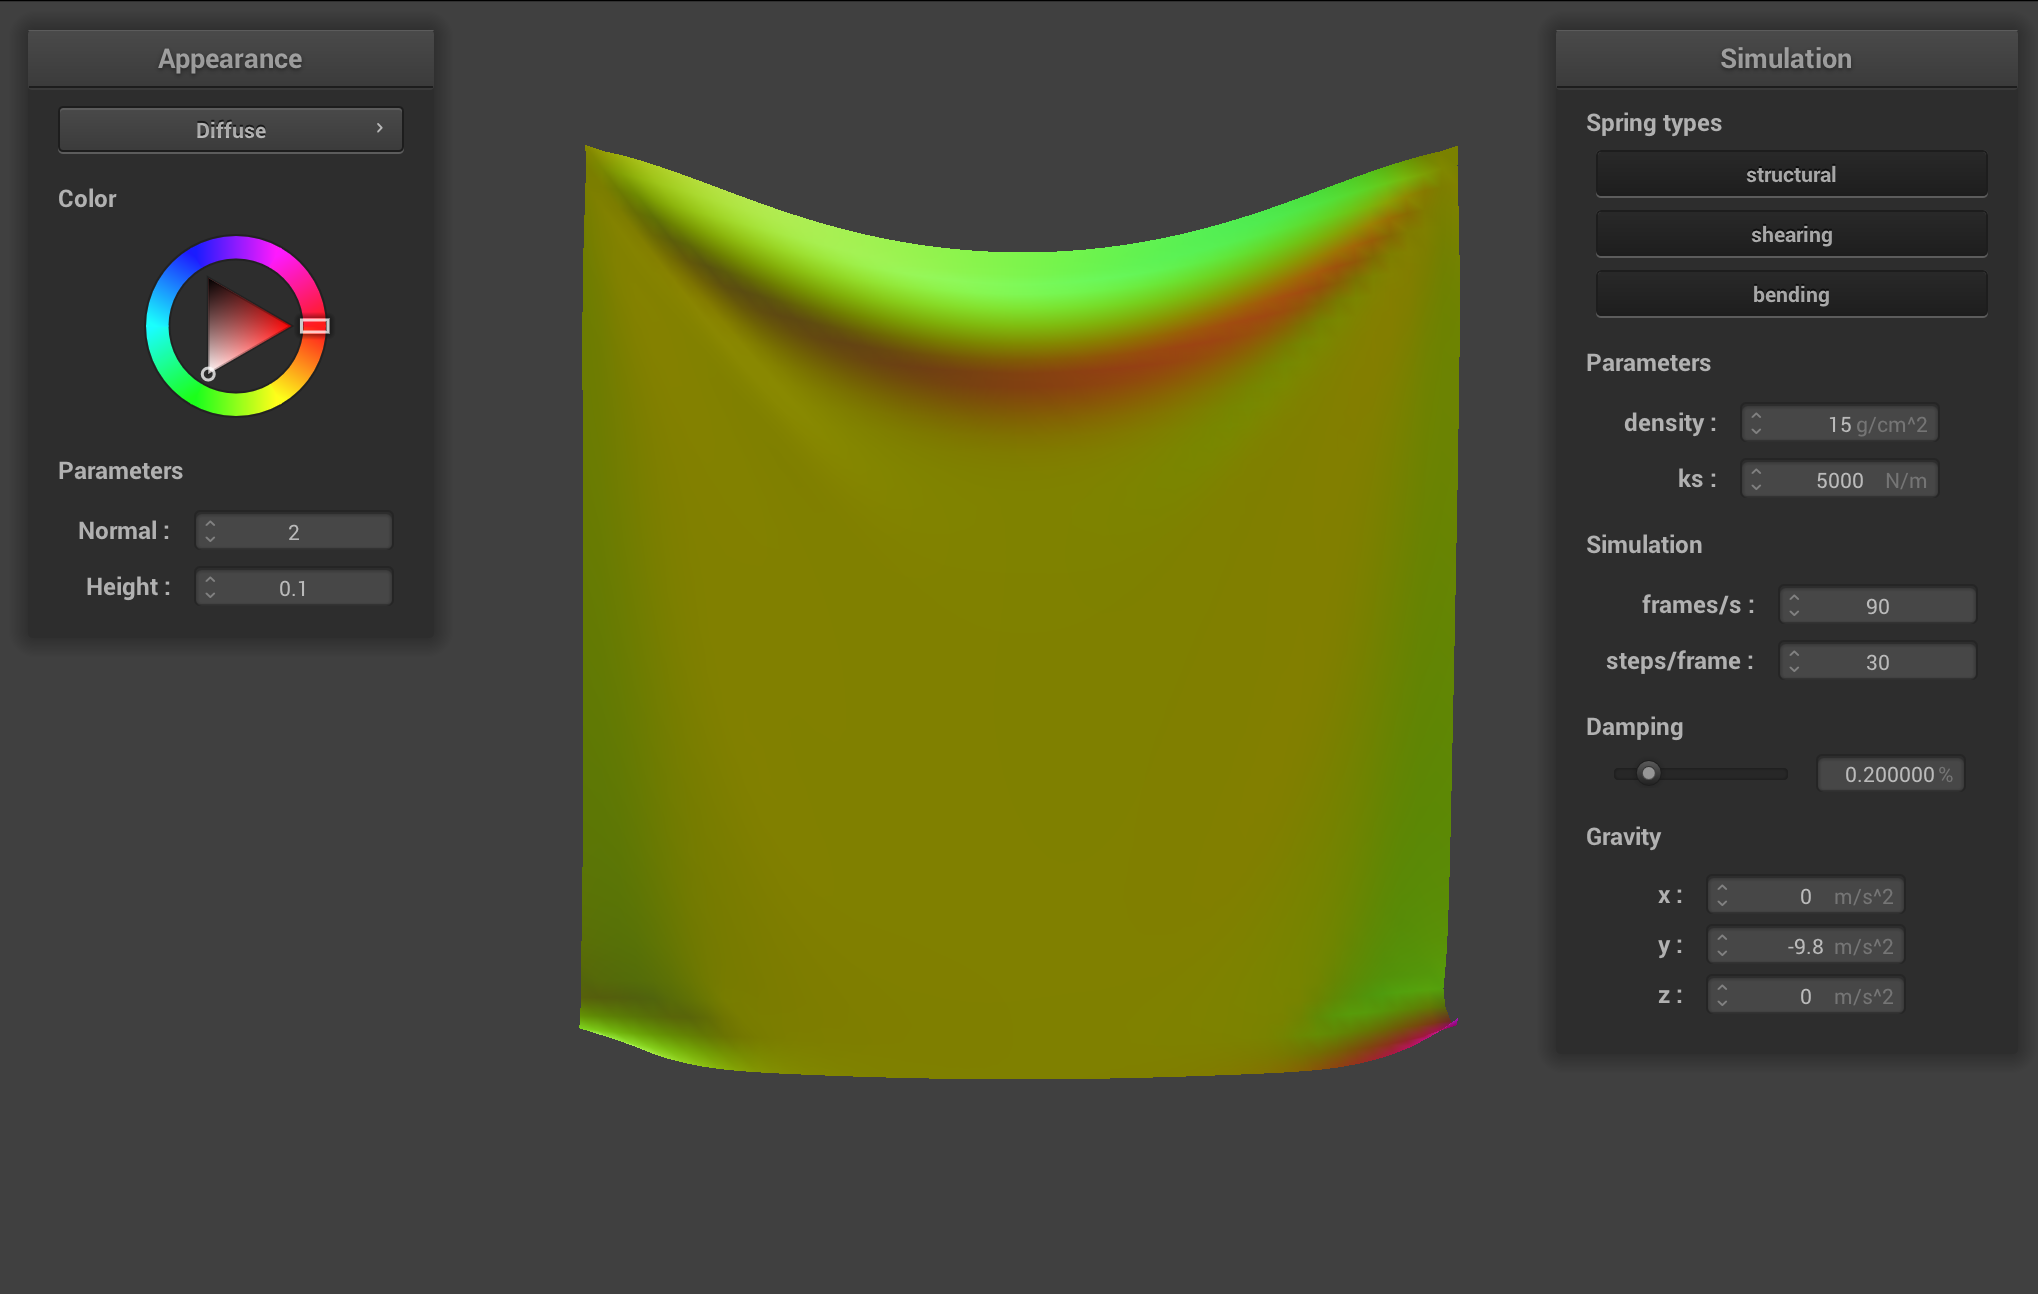 Appearance
Diffuse
Color
Parameters
Normal : 2
Height : 0.1
Simulation
Spring types
structural
shearing
bending
Parameters
density : 15 g/cm^2
ks : 5000 N/m
Simulation
frames/s : 90
steps/frame : 30
Damping
0.200000 %
Gravity
x : 0 m/s^2
y : -9.8 m/s^2
z : 0 m/s^2